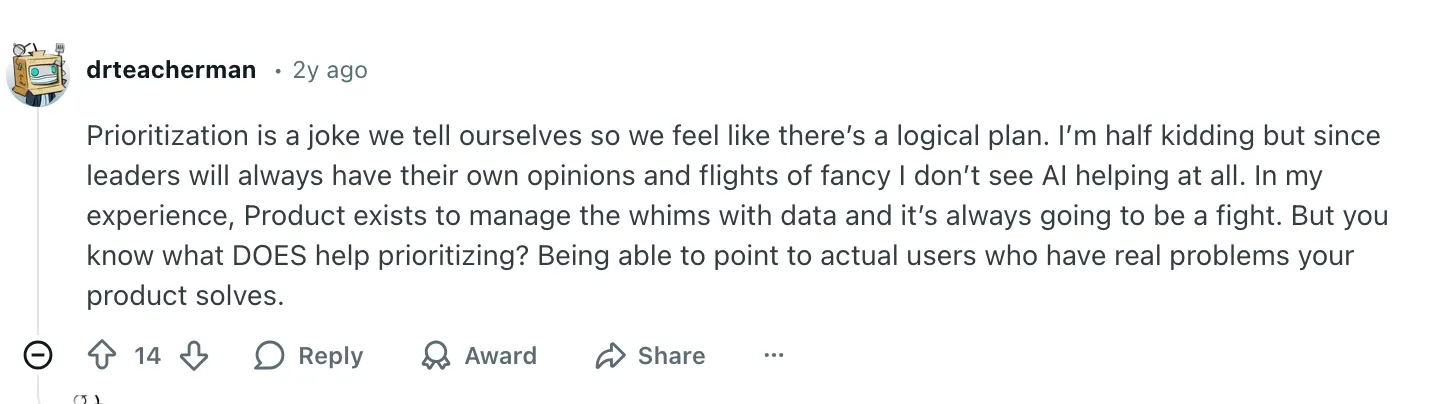 drteacherman • 2y ago
Prioritization is a joke we tell ourselves so we feel like there’s a logical plan. I’m half kidding but since
leaders will always have their own opinions and flights of fancy I don’t see AI helping at all. In my
experience, Product exists to manage the whims with data and it’s always going to be a fight. But you
know what DOES help prioritizing? Being able to point to actual users who have real problems your
product solves.
14 Reply Award Share ...